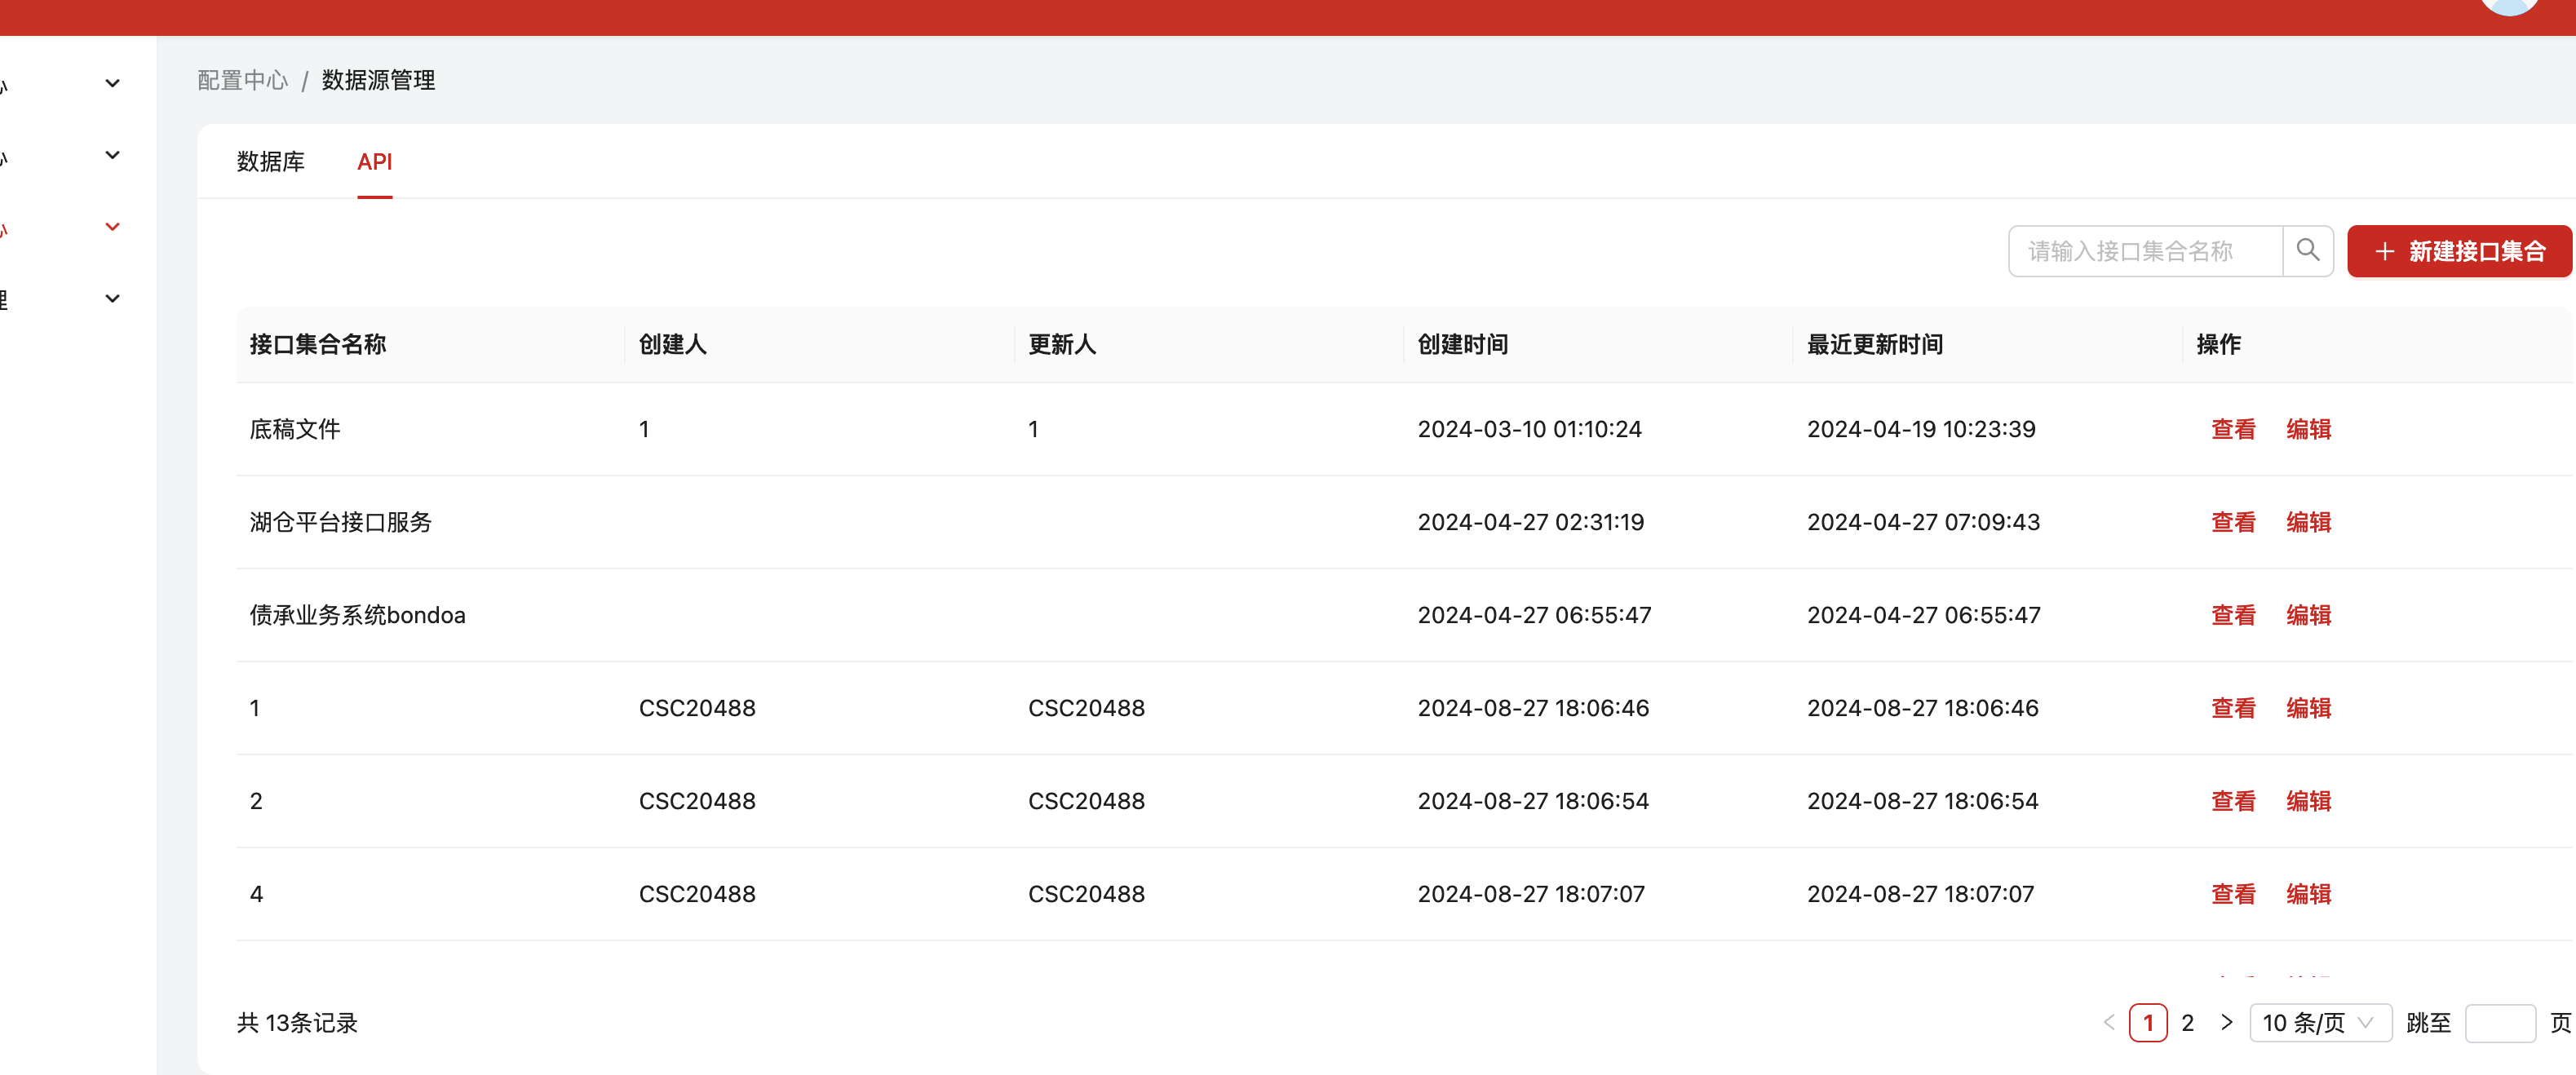 配置中心 / 数据源管理
数据库 API
请输入接口集合名称 新建接口集合
接口集合名称 创建人 更新人 创建时间 最近更新时间 操作
底稿文件 1 1 2024-03-10 01:10:24 2024-04-19 10:23:39 查看 编辑
湖仓平台接口服务 2024-04-27 02:31:19 2024-04-27 07:09:43 查看 编辑
债承业务系统bondoa 2024-04-27 06:55:47 2024-04-27 06:55:47 查看 编辑
1 CSC20488 CSC20488 2024-08-27 18:06:46 2024-08-27 18:06:46 查看 编辑
2 CSC20488 CSC20488 2024-08-27 18:06:54 2024-08-27 18:06:54 查看 编辑
4 CSC20488 CSC20488 2024-08-27 18:07:07 2024-08-27 18:07:07 查看 编辑
共 13条记录 1 2 10 条/页 跳至 页